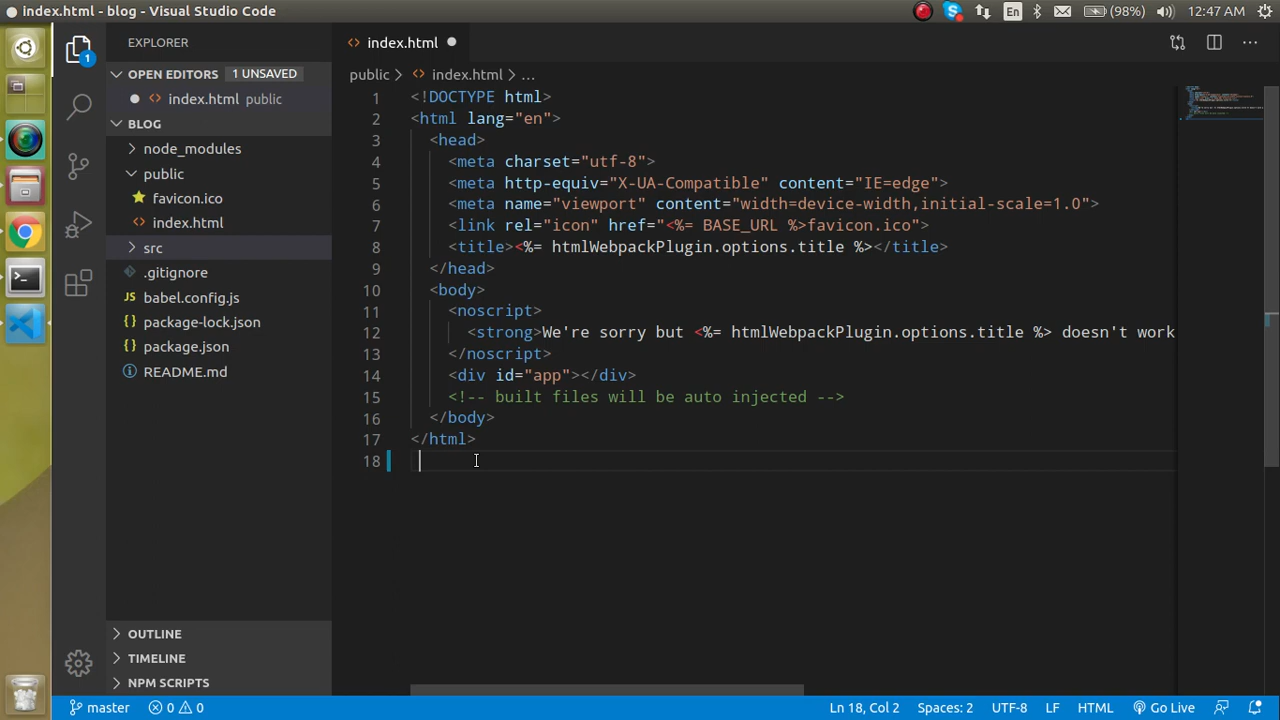 index.html - blog - Visual Studio Code
En
(98%)
12:47 AM
EXPLORER
index.html
OPEN EDITORS
1 UNSAVED
public
index.html
...
index.html public
BLOG
node_modules
public
favicon.ico
index.html
src
.gitignore
babel.config.js
package-lock.json
package.json
README.md
1
1 <!DOCTYPE html>
2 <html lang="en">
3 <head>
4 <meta charset="utf-8">
5 <meta http-equiv="X-UA-Compatible" content="IE=edge">
6 <meta name="viewport" content="width=device-width,initial-scale=1.0">
7 <link rel="icon" href="<%= BASE_URL %>favicon.ico">
8 <title><%= htmlWebpackPlugin.options.title %></title>
9 </head>
10 <body>
11 <noscript>
12 <strong>We're sorry but <%= htmlWebpackPlugin.options.title %> doesn't work
13 </noscript>
14 <div id="app"></div>
15 <!-- built files will be auto injected -->
16 </body>
17 </html>
18
OUTLINE
TIMELINE
NPM SCRIPTS
master
0
0
Ln 18, Col 2
Spaces: 2
UTF-8
LF
HTML
Go Live